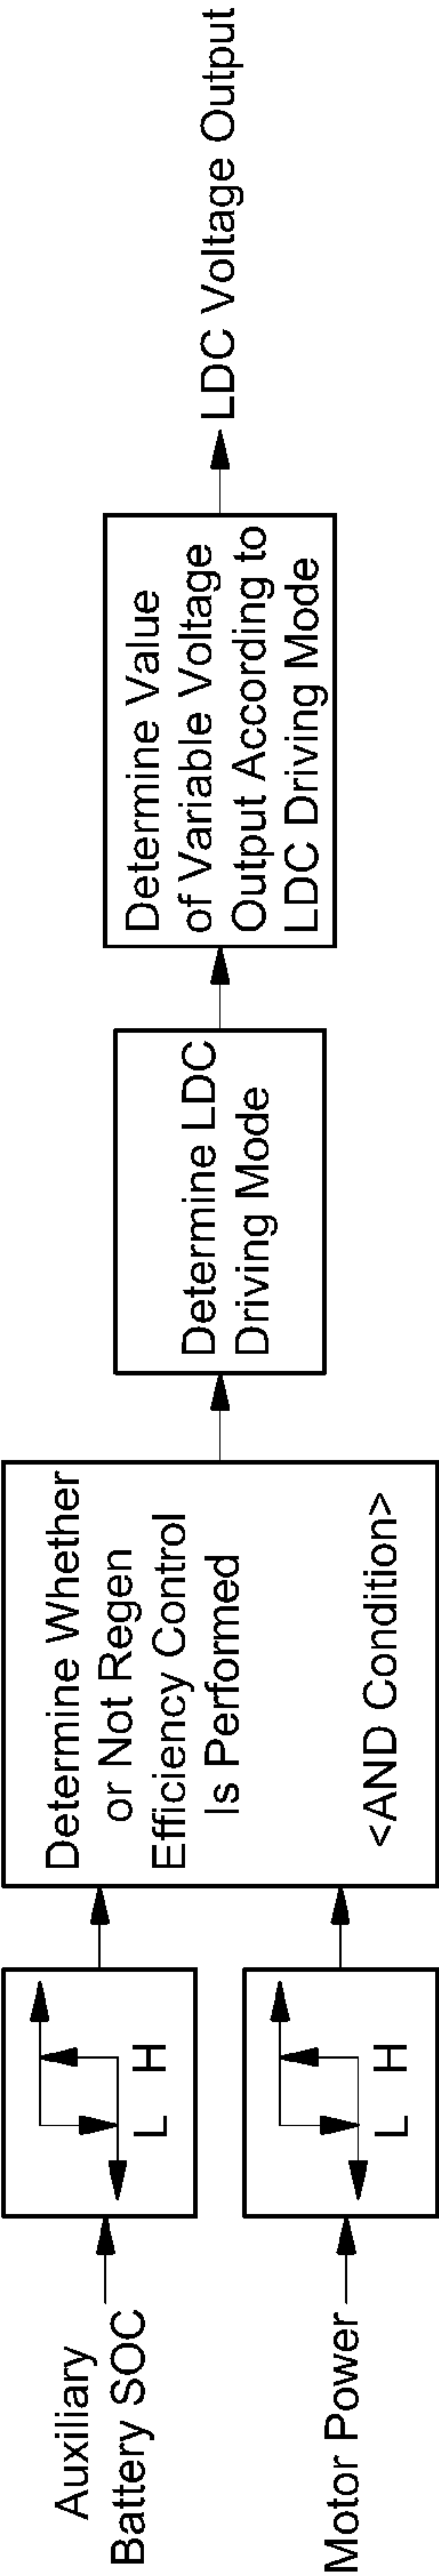 Auxiliary
Battery SOC
L H
Motor Power
L H
Determine Whether
or Not Regen
Efficiency Control
Is Performed
<AND Condition>
Determine LDC
Driving Mode
Determine Value
of Variable Voltage
Output According to
LDC Driving Mode
LDC Voltage Output